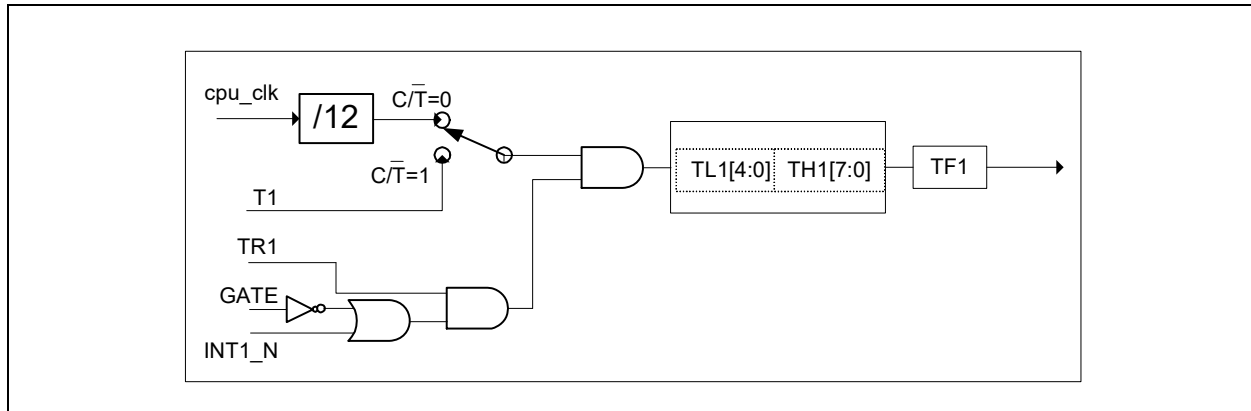 cpu_clk
/12
C/T̅=0
C/T̅=1
T1
TR1
GATE
INT1_N
TL1[4:0]
TH1[7:0]
TF1